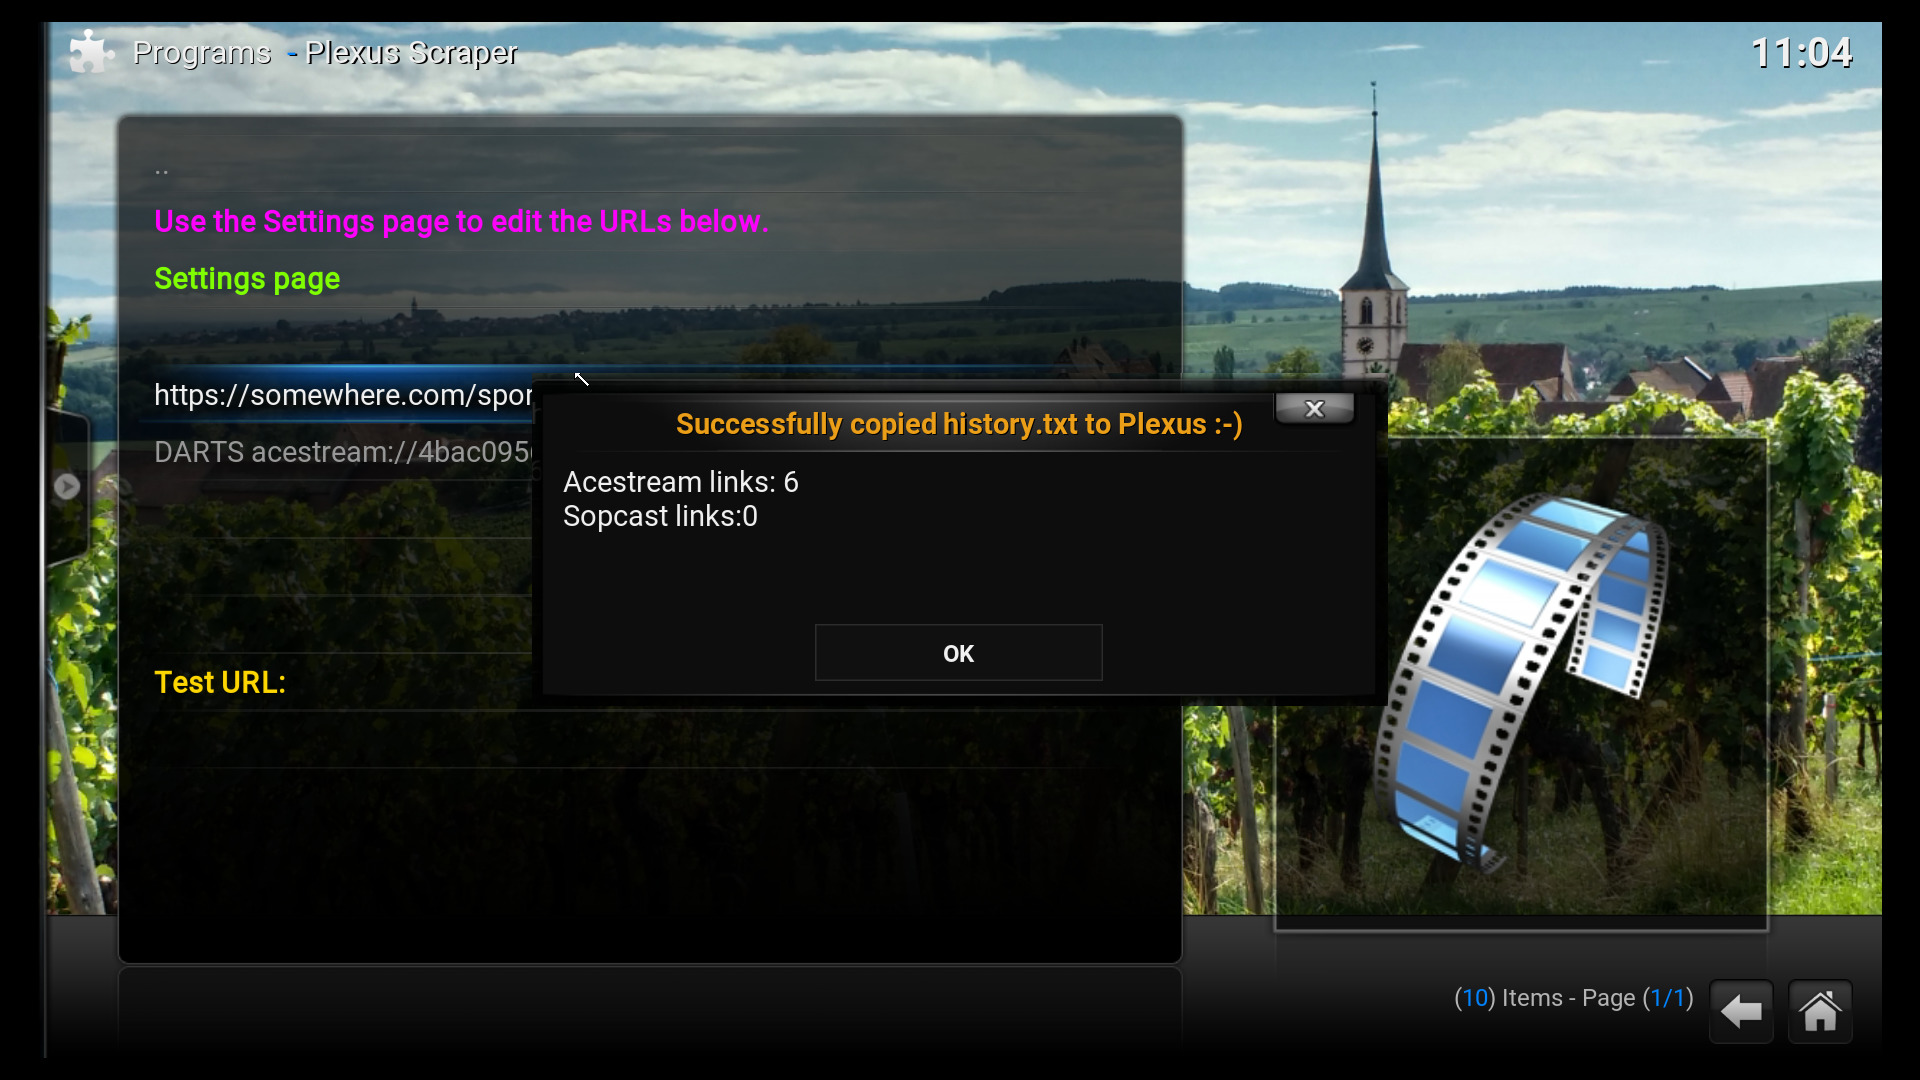 Programs - Plexus Scraper
11:04
..
Use the Settings page to edit the URLs below.
Settings page
https://somewhere.com/spor
DARTS acestream://4bac095
Successfully copied history.txt to Plexus :-)
Acestream links: 6
Sopcast links:0
OK
Test URL:
(10) Items - Page (1/1)